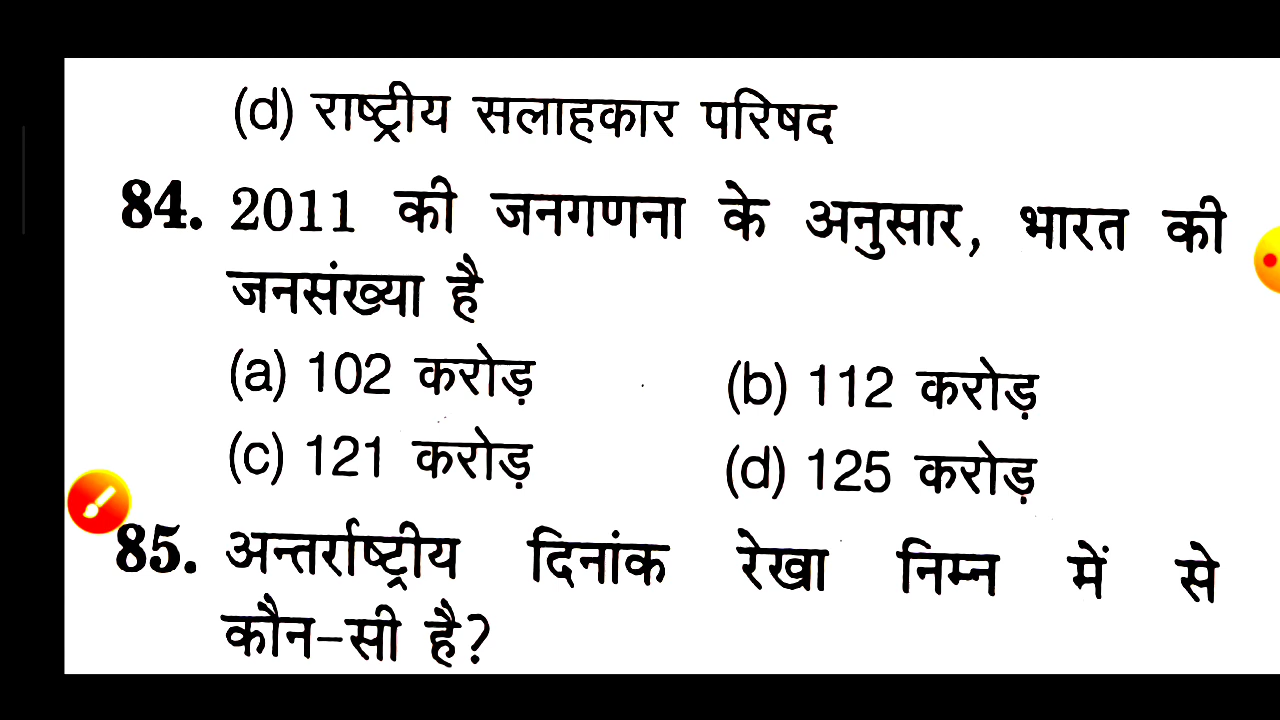 (d) राष्ट्रीय सलाहकार परिषद
84. 2011 की जनगणना के अनुसार, भारत की
जनसंख्या है
(a) 102 करोड़ (b) 112 करोड़
(c) 121 करोड़ (d) 125 करोड़
85. अन्तर्राष्ट्रीय दिनांक रेखा निम्न में से
कौन-सी है?